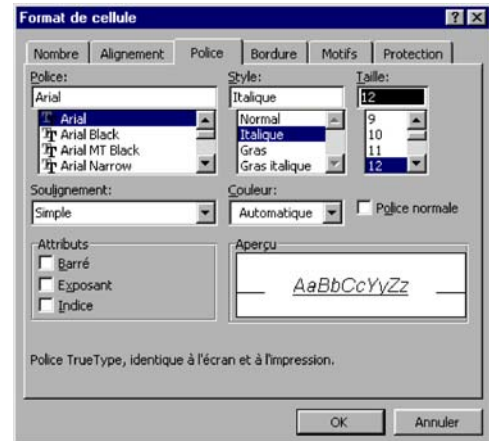 Format de cellule
Nombre Alignement Police Bordure Motifs Protection
Police: Style: Taille:
Arial Italique 12
Arial Normal 9
Arial Black Italique 10
Arial MT Black Gras 11
Arial Narrow Gras italique 12
Soulignement: Couleur:
Simple Automatique Police normale
Attributs Aperçu
Barré
Exposant AaBbCcYyZz
Indice
Police TrueType, identique à l'écran et à l'impression.
OK Annuler